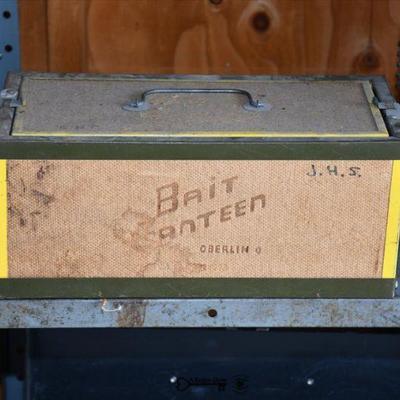 J.H.S.
BAIT
CANTEEN
OBERLIN O